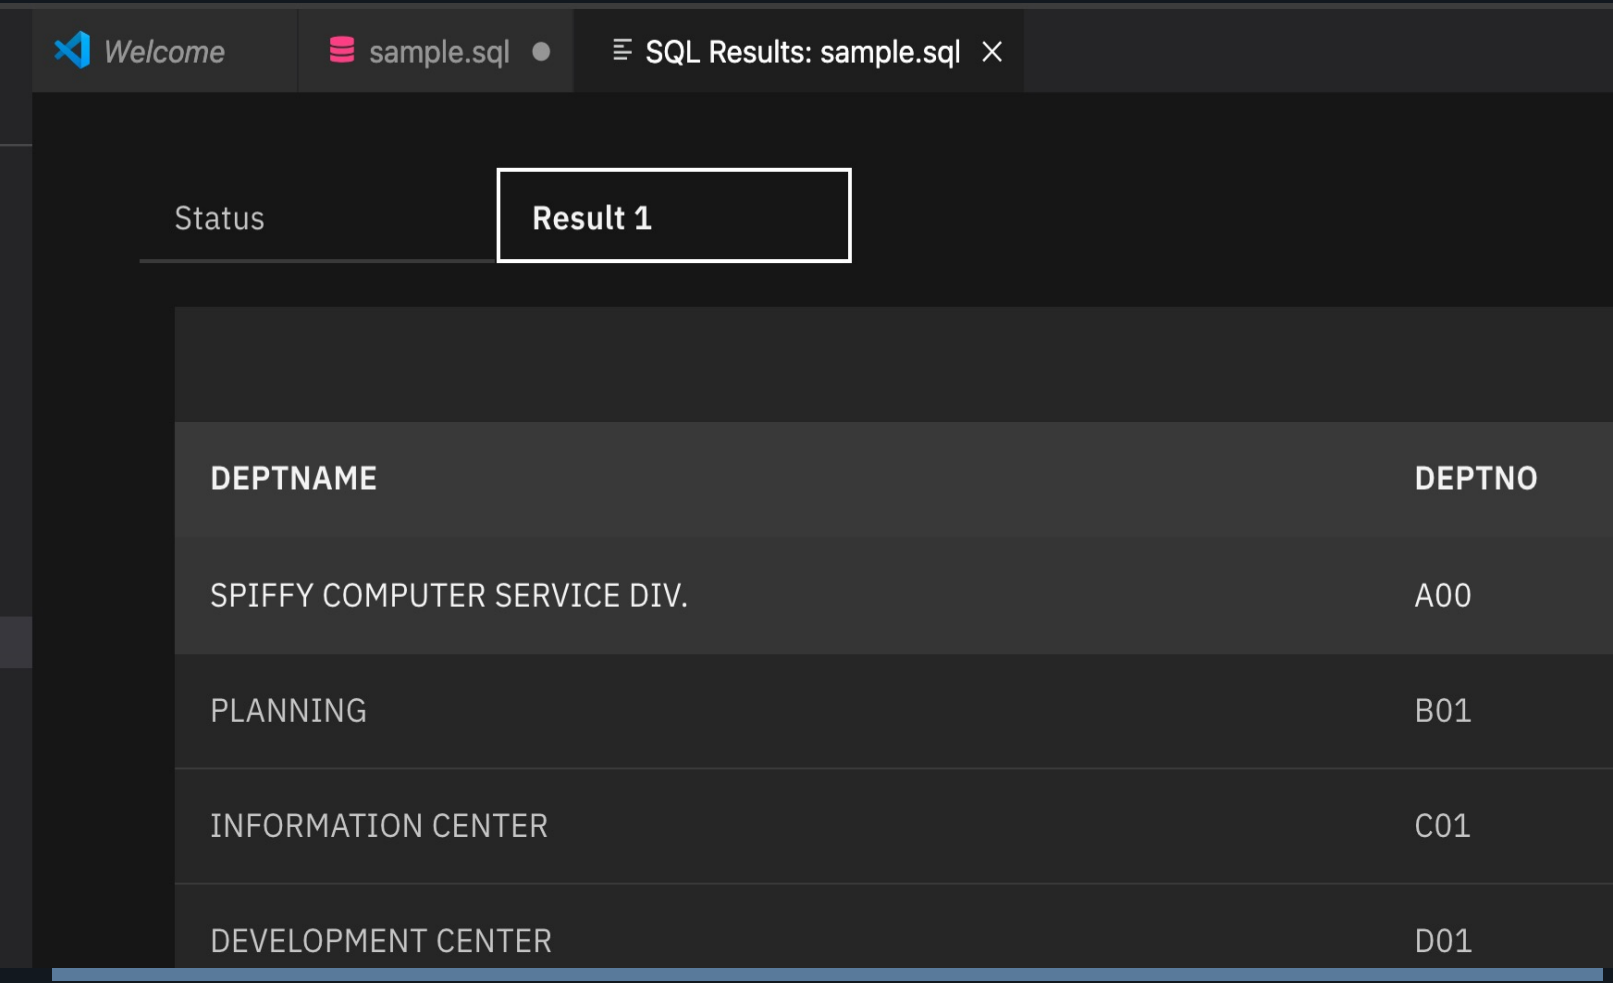 Welcome sample.sql SQL Results: sample.sql
Status Result 1
DEPTNAME DEPTNO
SPIFFY COMPUTER SERVICE DIV. A00
PLANNING B01
INFORMATION CENTER C01
DEVELOPMENT CENTER D01